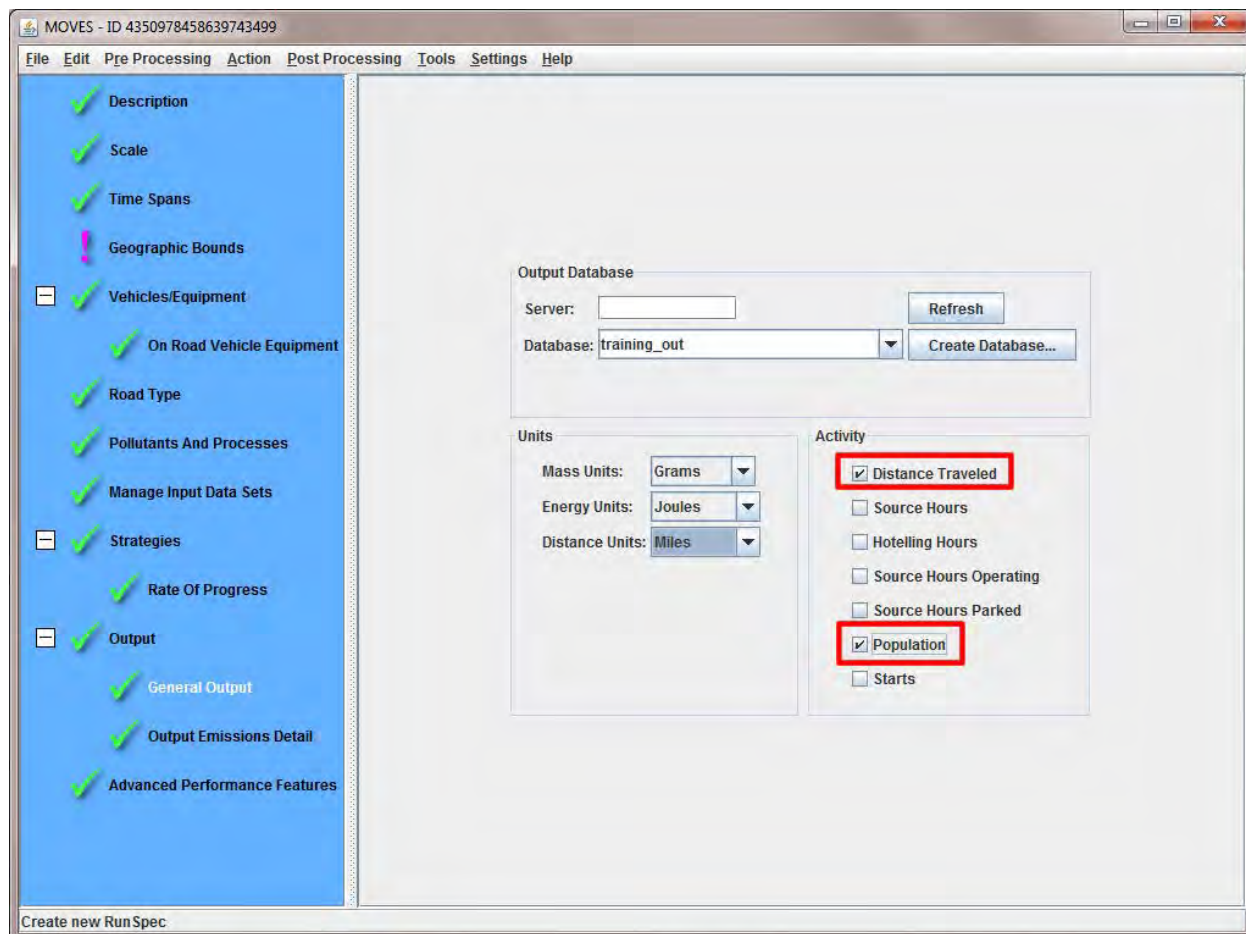 MOVES - ID 4350978458639743499
File Edit Pre Processing Action Post Processing Tools Settings Help
Description
Scale
Time Spans
Geographic Bounds
Vehicles/Equipment
On Road Vehicle Equipment
Road Type
Pollutants And Processes
Manage Input Data Sets
Strategies
Rate Of Progress
Output
General Output
Output Emissions Detail
Advanced Performance Features
Output Database
Server:
Refresh
Database: training_out
Create Database...
Units
Mass Units: Grams
Energy Units: Joules
Distance Units: Miles
Activity
Distance Traveled
Source Hours
Hotelling Hours
Source Hours Operating
Source Hours Parked
Population
Starts
Create new RunSpec